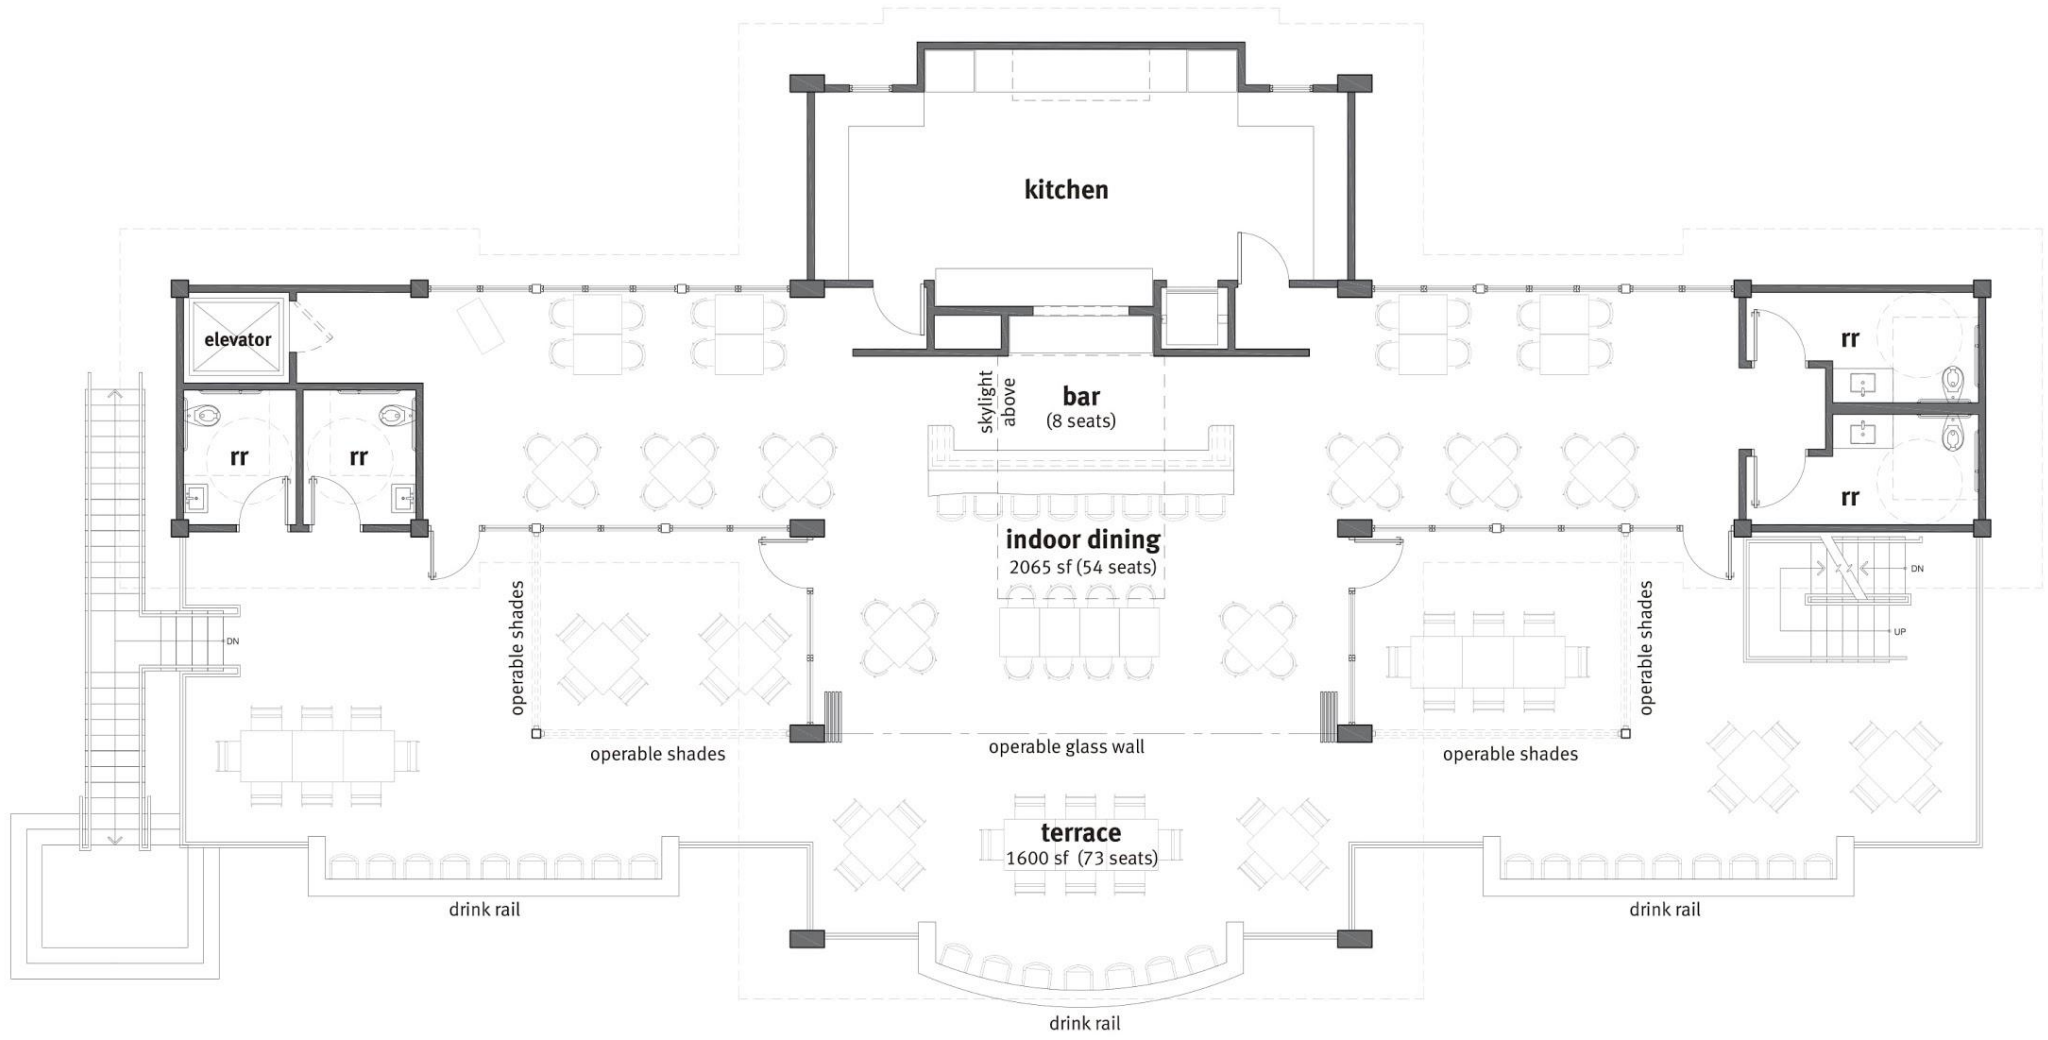 kitchen
elevator
rr
rr
rr
rr
skylight
above
bar
(8 seats)
indoor dining
2065 sf (54 seats)
operable shades
operable shades
DN
DN
UP
operable shades
operable glass wall
operable shades
terrace
1600 sf (73 seats)
drink rail
drink rail
drink rail